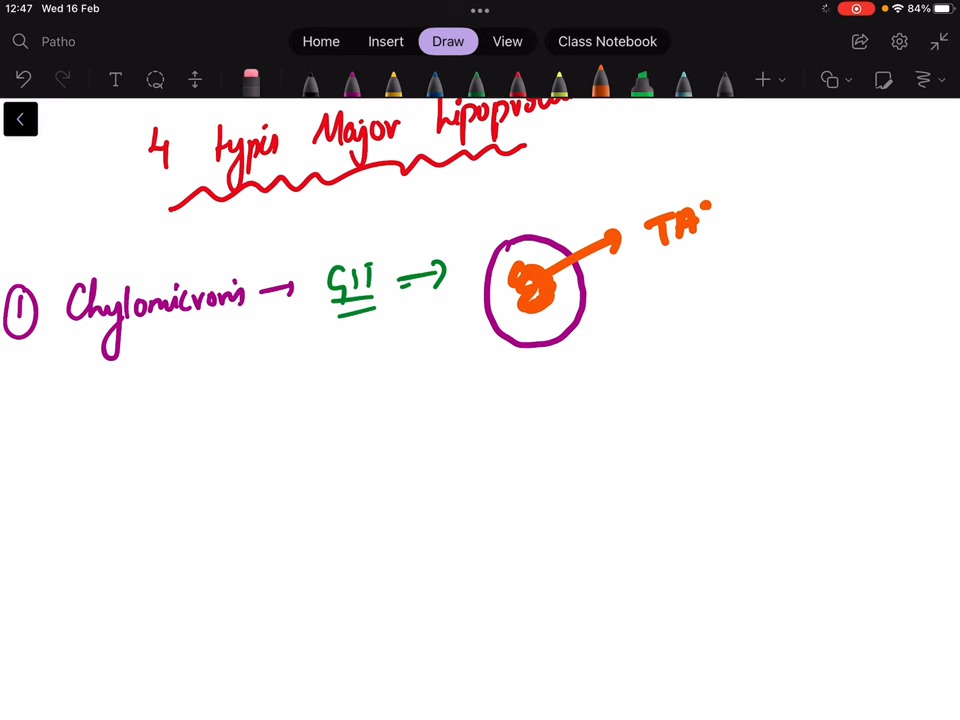 12:47 Wed 16 Feb
84%
Patho
Home Insert Draw View Class Notebook
4 Typis Major
① Chylomicrons → GIT → → TA